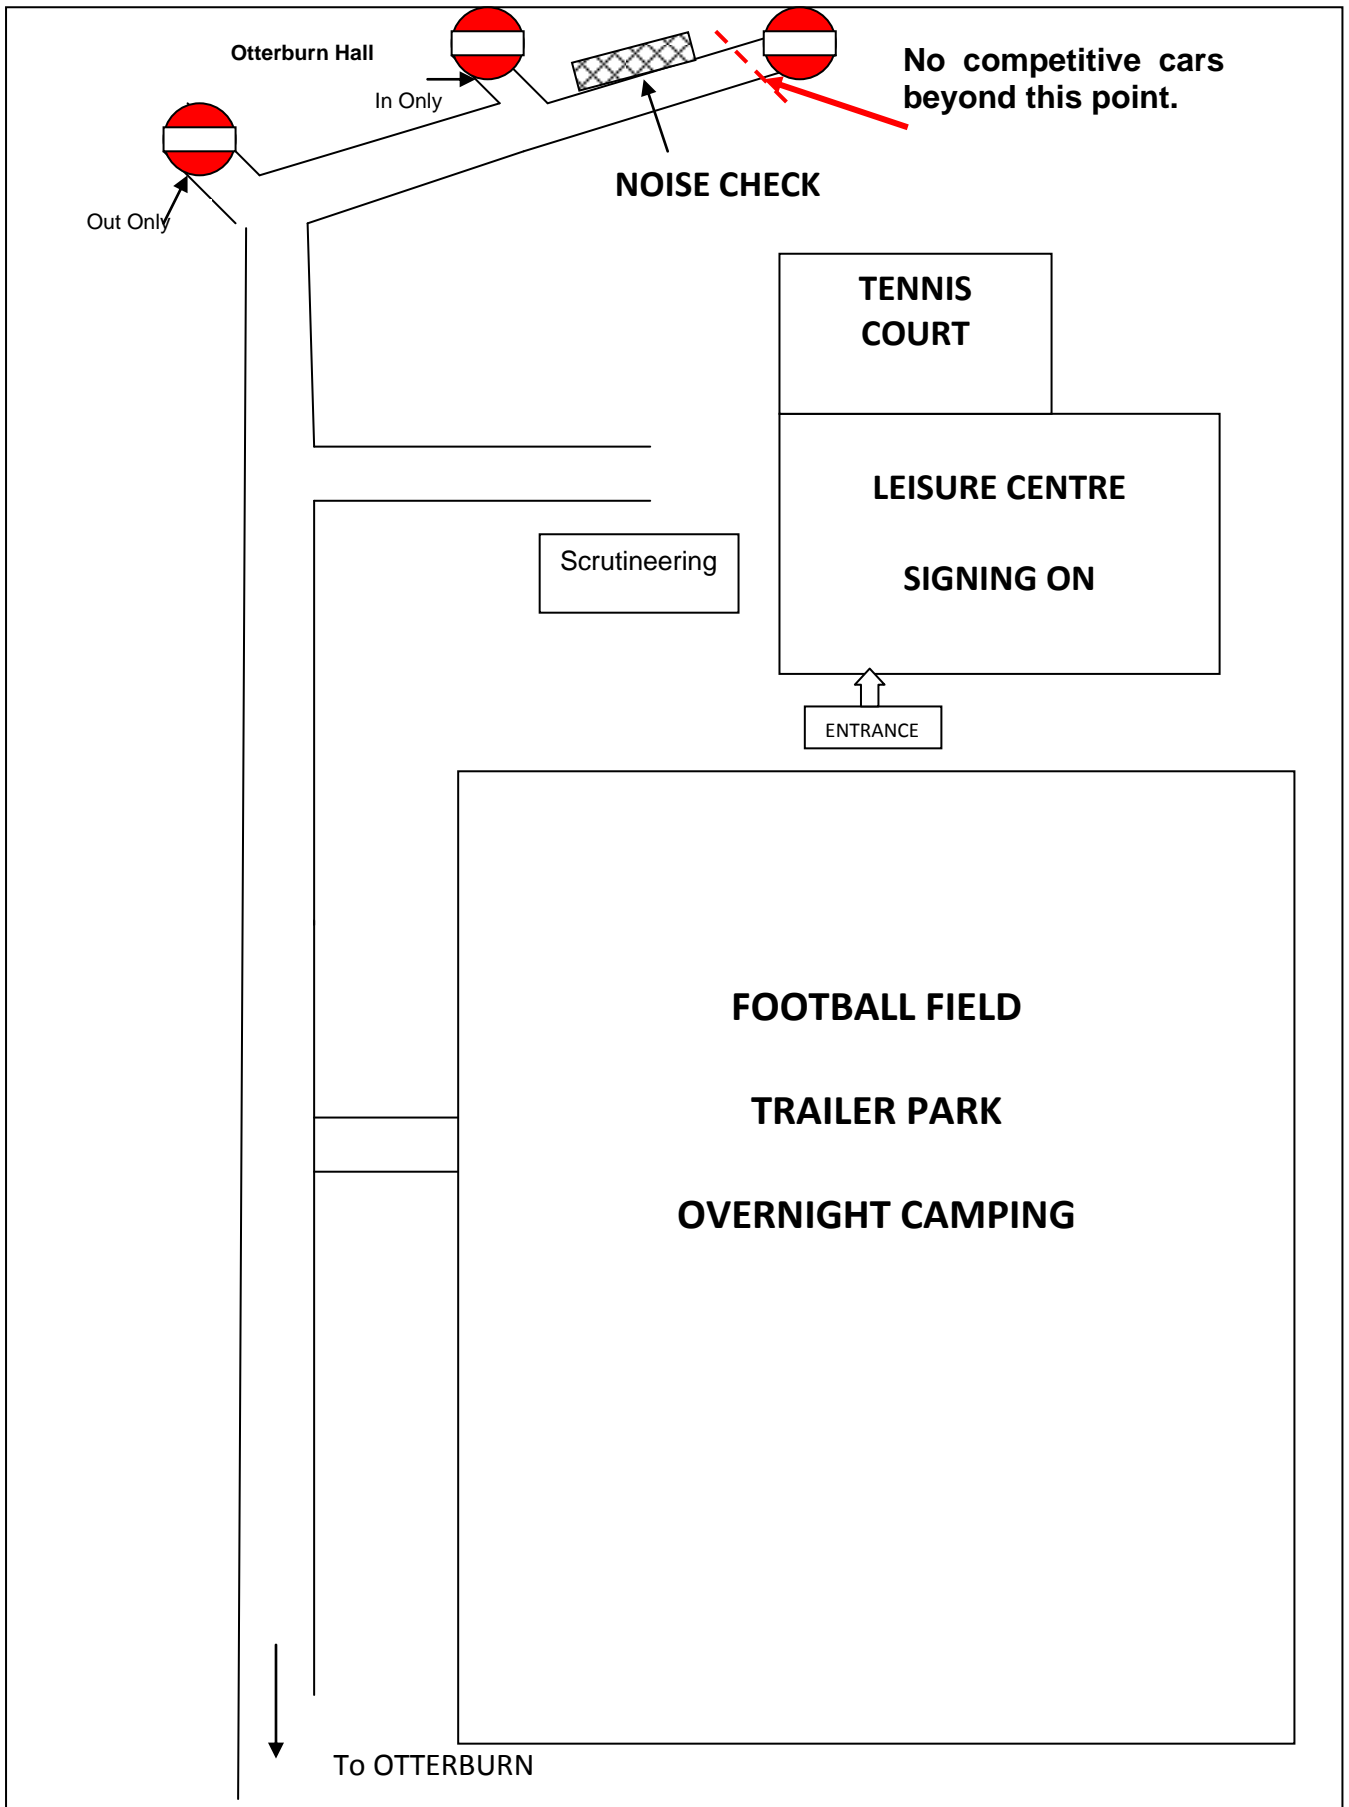 Otterburn Hall
In Only
No competitive cars
beyond this point.
Out Only
NOISE CHECK
TENNIS
COURT
LEISURE CENTRE
SIGNING ON
Scrutineering
ENTRANCE
FOOTBALL FIELD
TRAILER PARK
OVERNIGHT CAMPING
To OTTERBURN